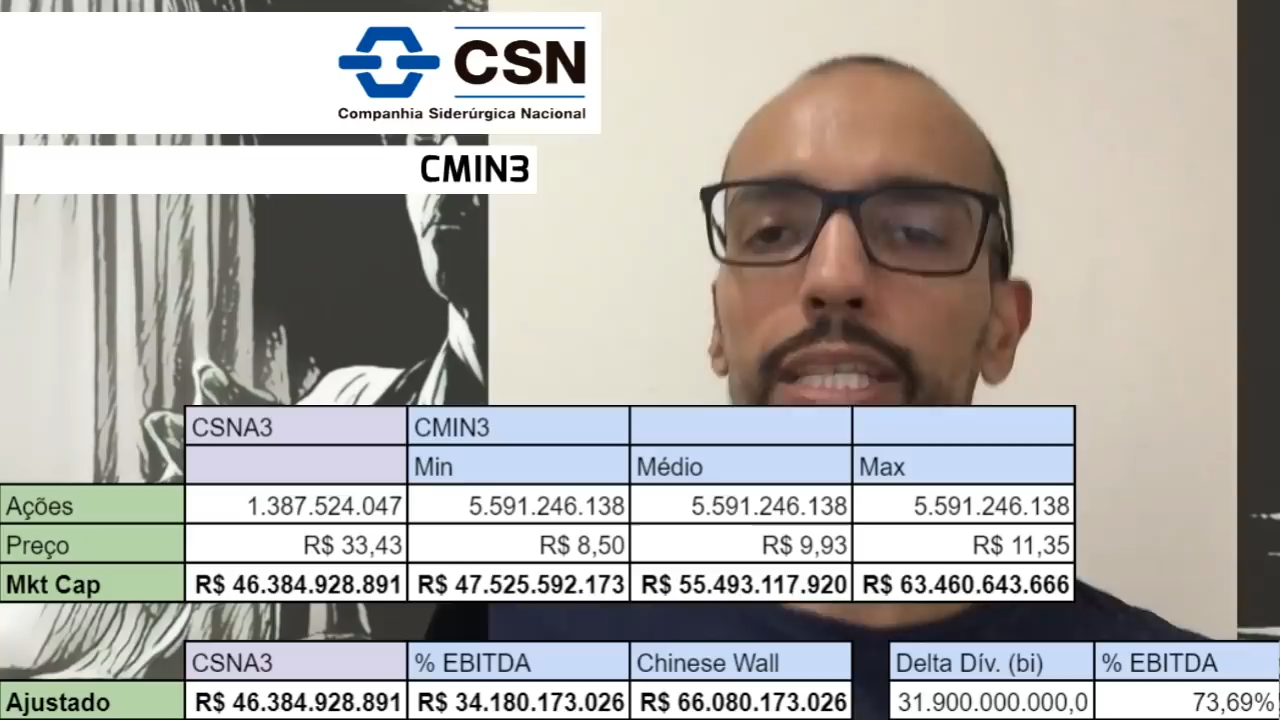 CSN
Companhia Siderúrgica Nacional
CMIN3
CSNA3 CMIN3
Min Médio Max
Ações 1.387.524.047 5.591.246.138 5.591.246.138 5.591.246.138
Preço R$ 33,43 R$ 8,50 R$ 9,93 R$ 11,35
Mkt Cap R$ 46.384.928.891 R$ 47.525.592.173 R$ 55.493.117.920 R$ 63.460.643.666
CSNA3 % EBITDA Chinese Wall Delta Dív. (bi) % EBITDA
Ajustado R$ 46.384.928.891 R$ 34.180.173.026 R$ 66.080.173.026 31.900.000.000,0 73,69%